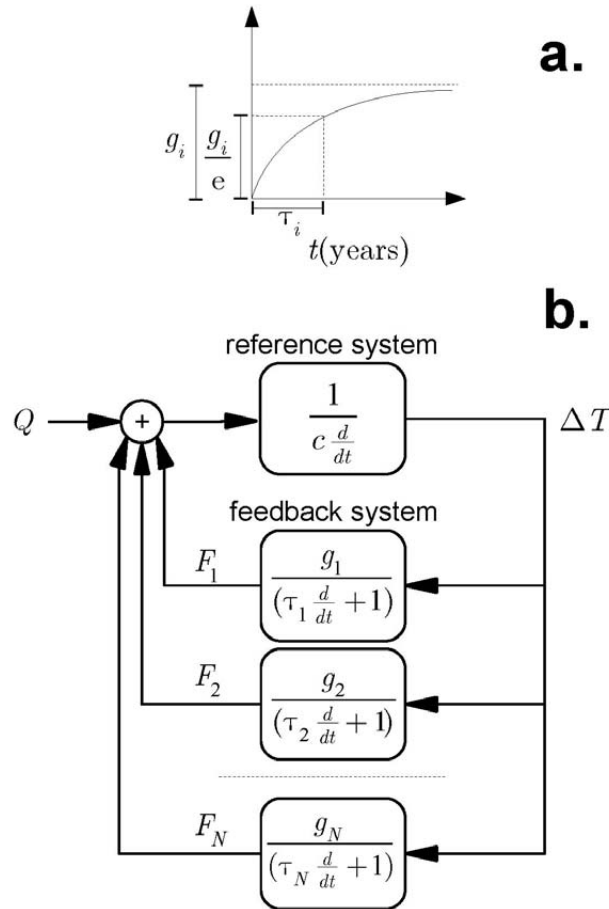 a.
g_i
g_i/e
τ_i
t(years)
b.
reference system
Q
+
1/(c d/dt)
Δ T
feedback system
F_1
g_1/(τ_1 d/dt +1)
F_2
g_2/(τ_2 d/dt +1)
F_N
g_N/(τ_N d/dt +1)